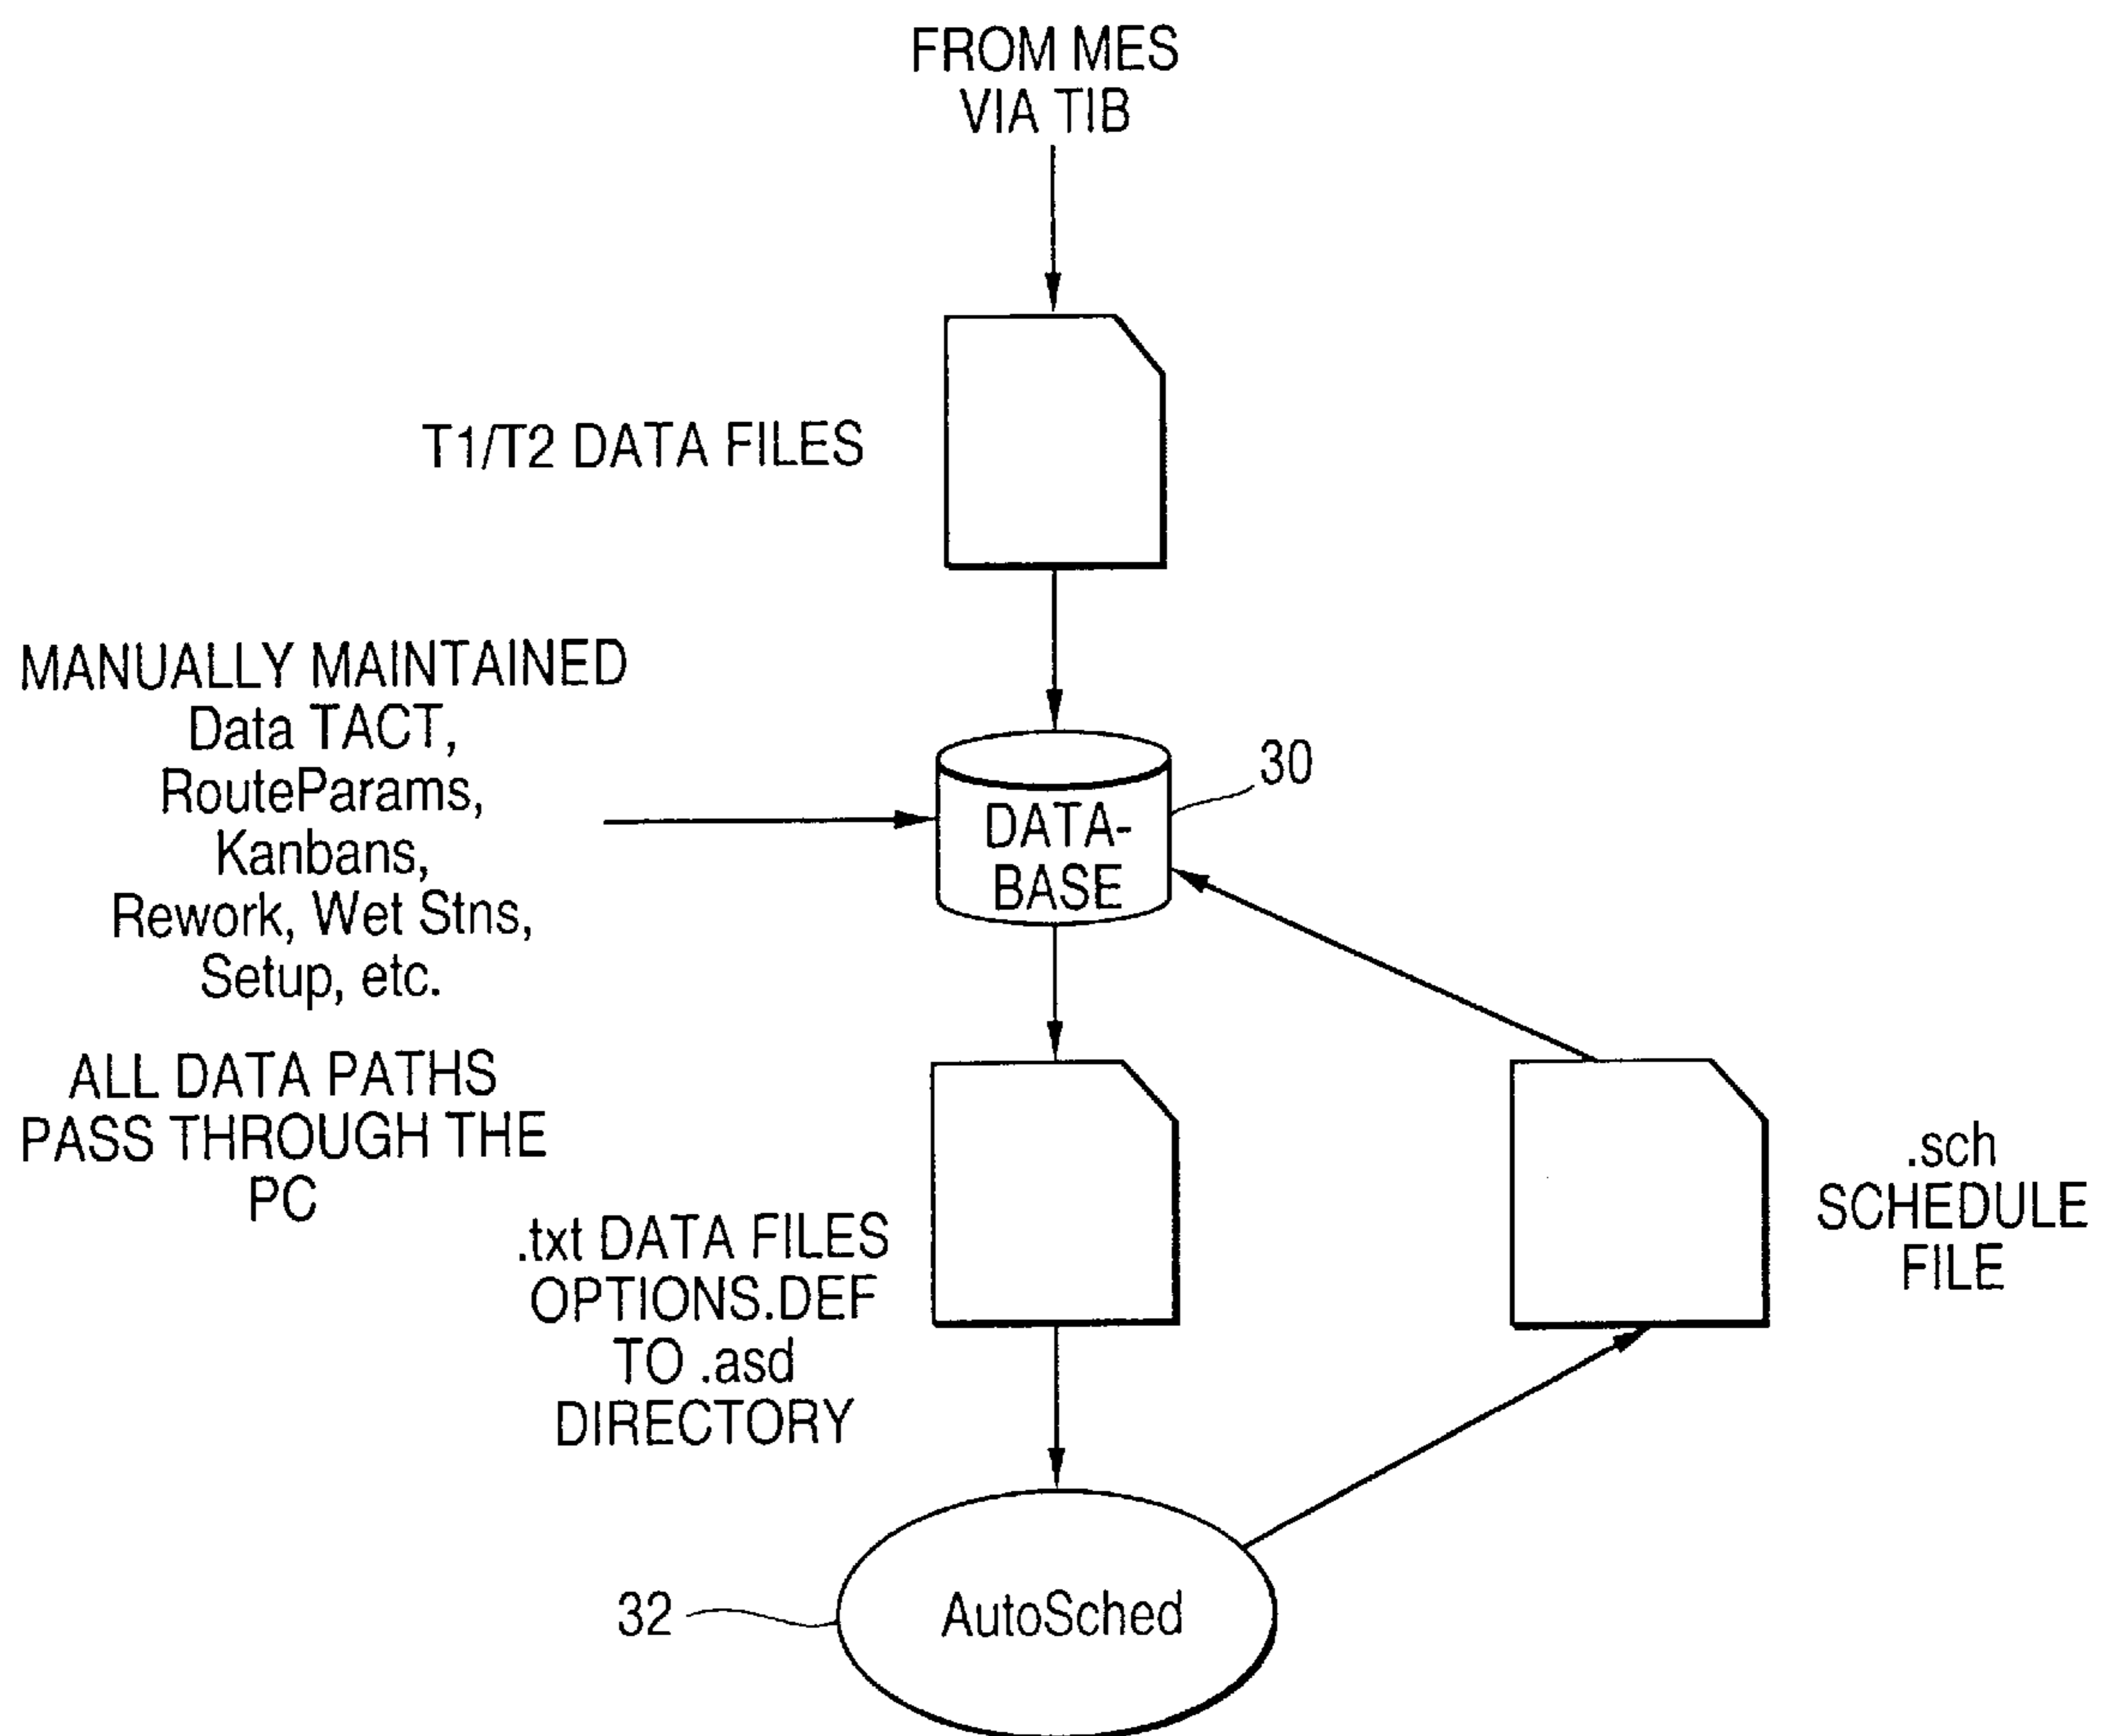 FROM MES
VIA TIB
T1/T2 DATA FILES
MANUALLY MAINTAINED
Data TACT,
RouteParams,
Kanbans,
Rework, Wet Stns,
Setup, etc.
30
DATA-
BASE
ALL DATA PATHS
PASS THROUGH THE
PC
.txt DATA FILES
OPTIONS.DEF
TO .asd
DIRECTORY
.sch
SCHEDULE
FILE
32
AutoSched